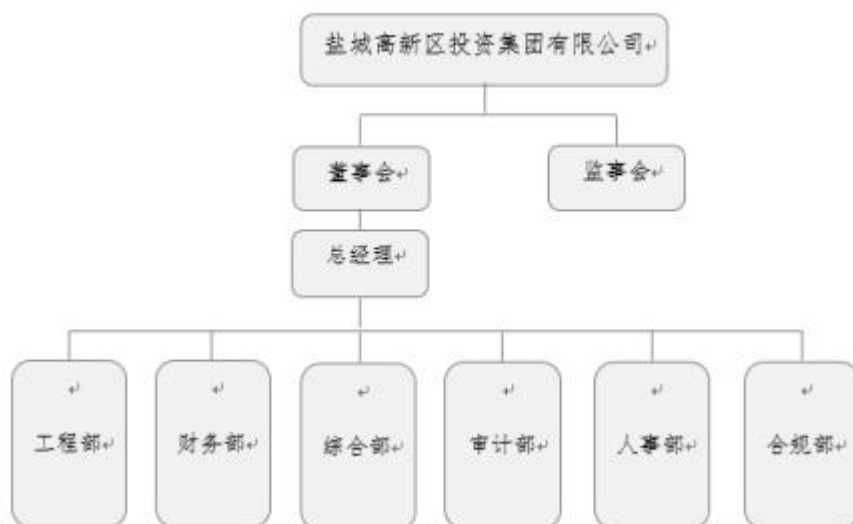 盐城高新区投资集团有限公司
董事会
监事会
总经理
工程部
财务部
综合部
审计部
人事部
合规部